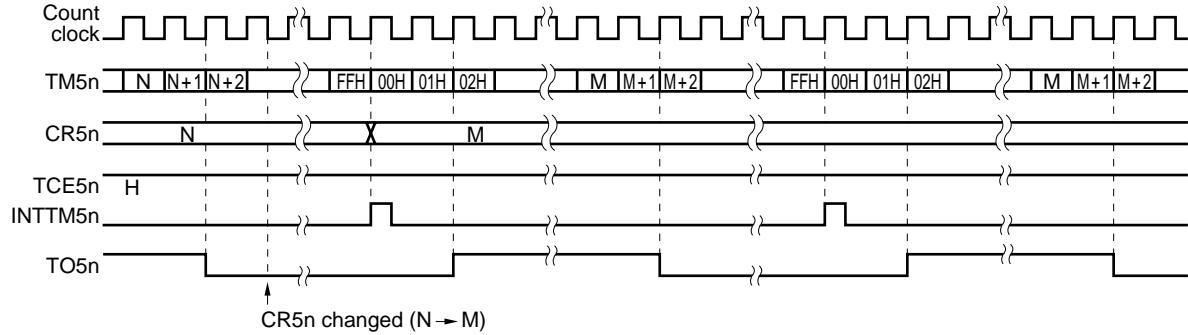 Count
clock
TM5n N N+1 N+2 FFH 00H 01H 02H M M+1 M+2 FFH 00H 01H 02H M M+1 M+2
CR5n N M
TCE5n H
INTTM5n
TO5n
CR5n changed (N → M)